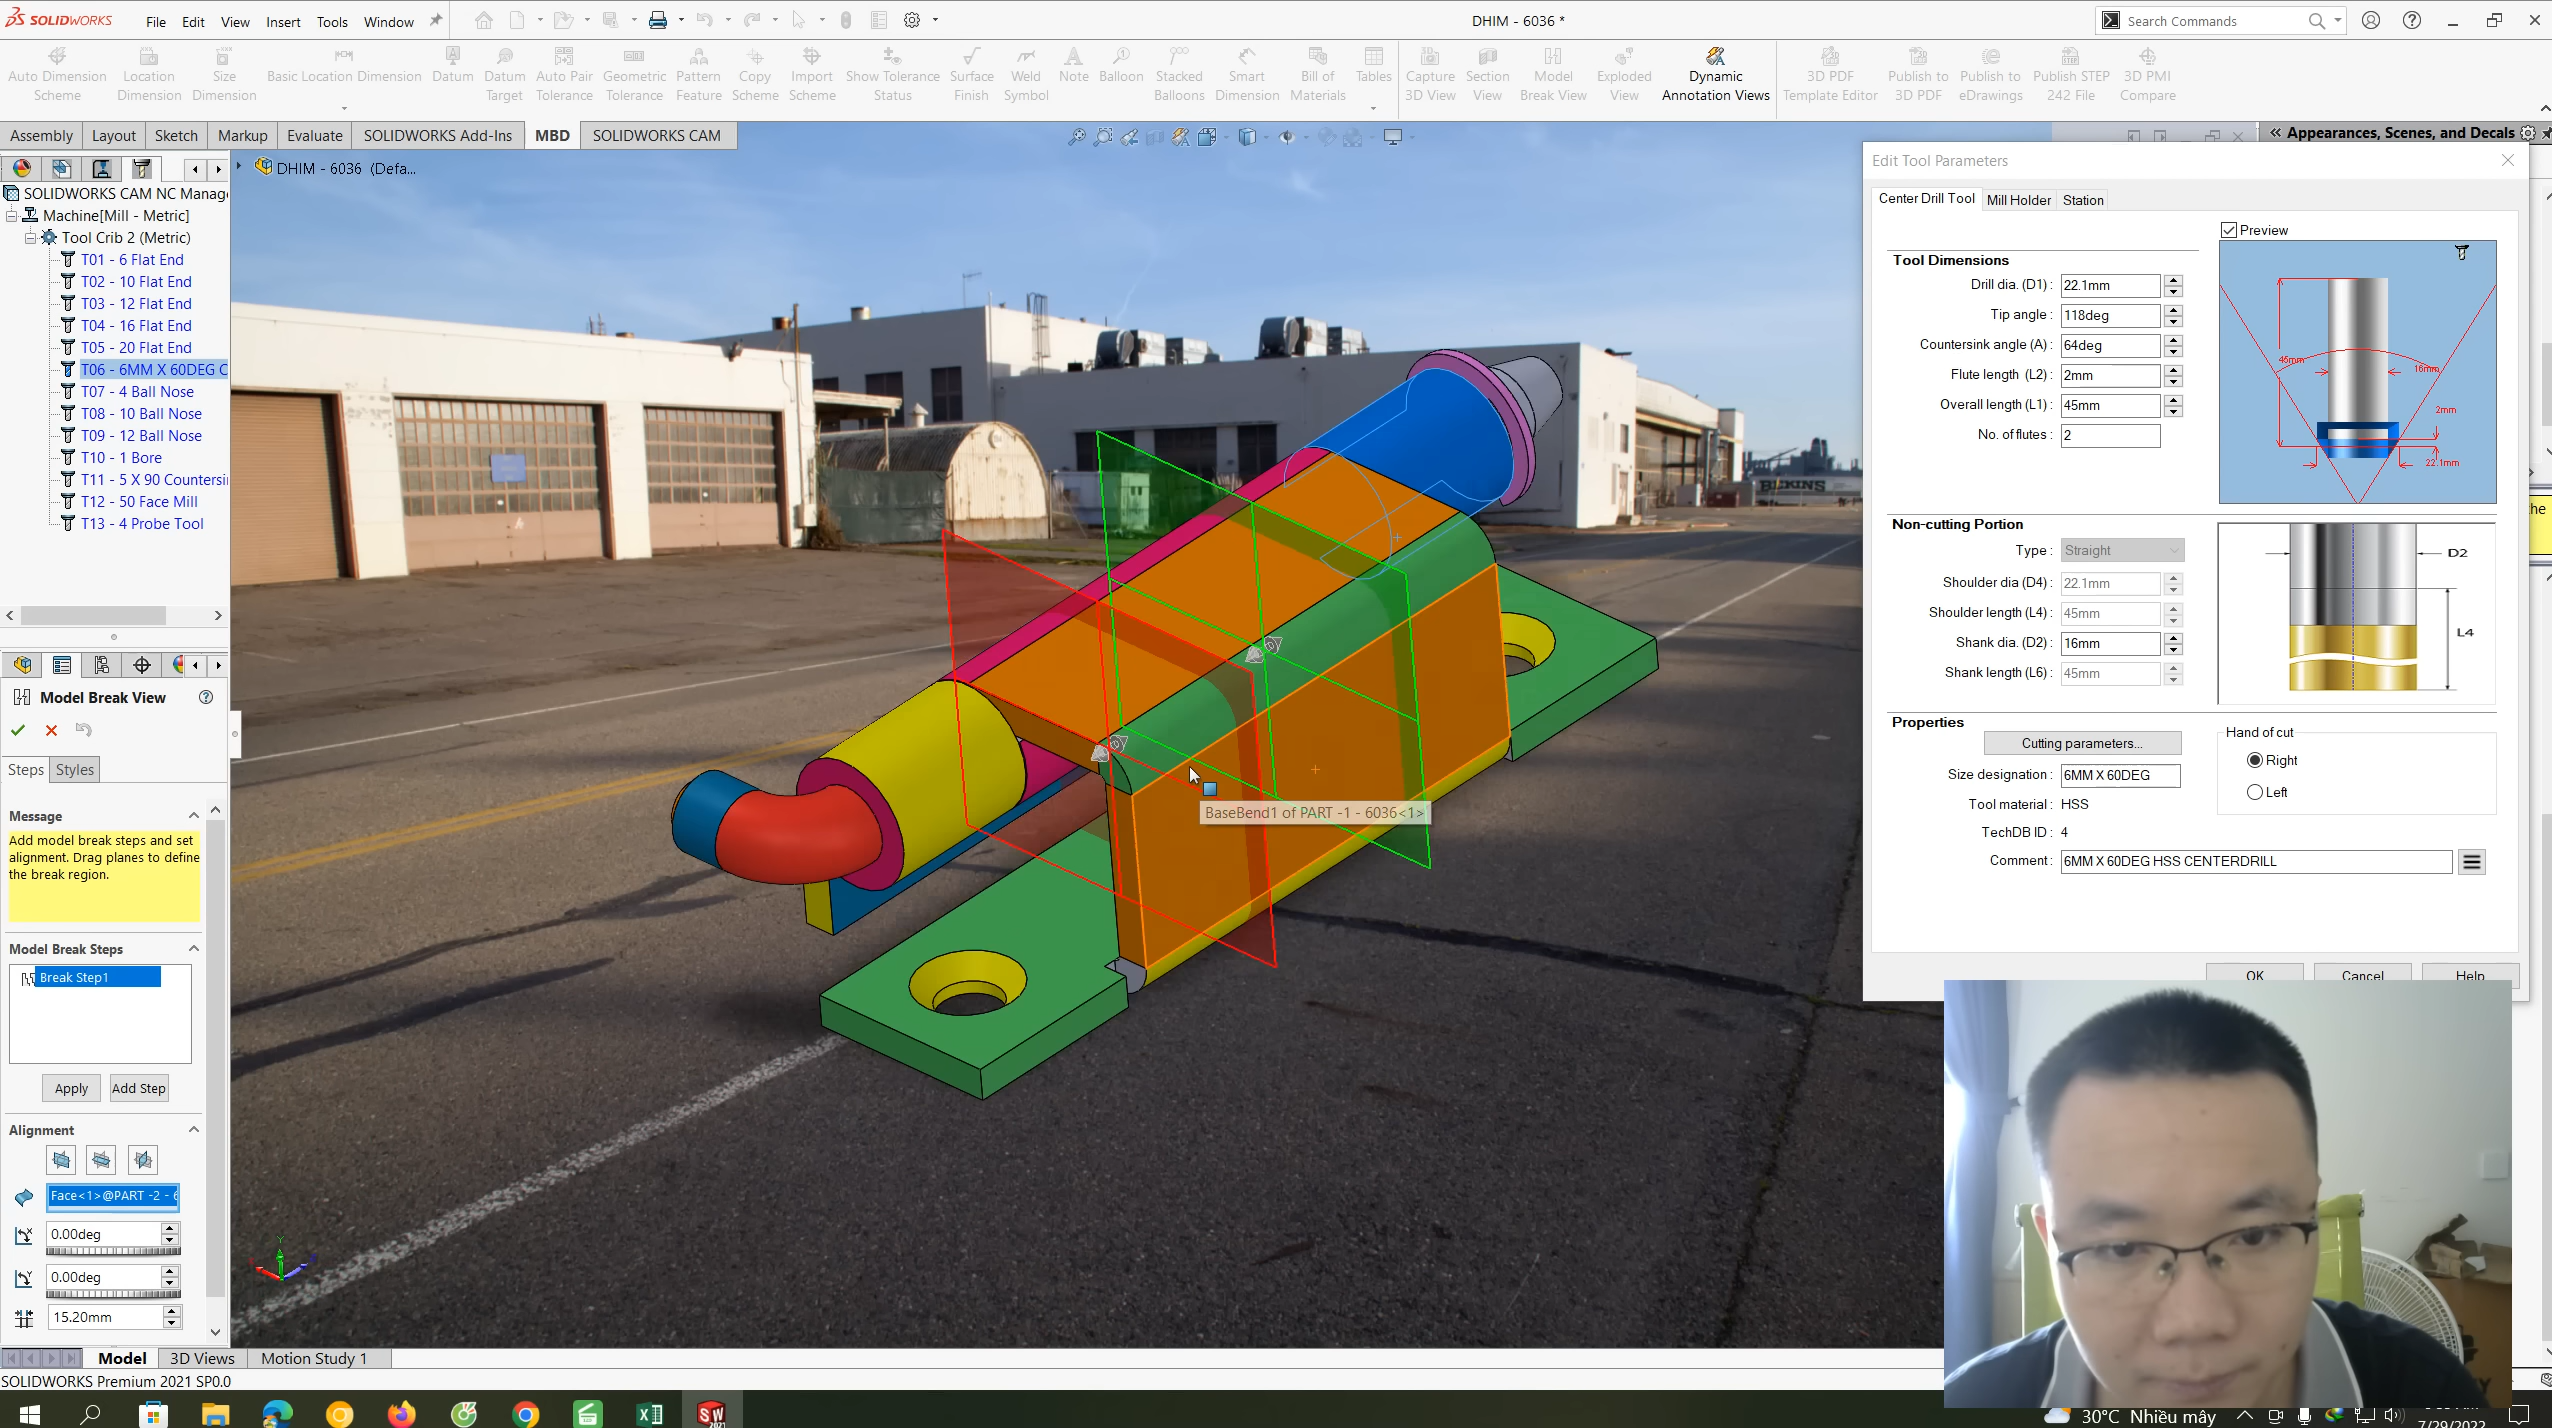 SOLIDWORKS File Edit View Insert Tools Window DHIM - 6036 * Search Commands
Auto Dimension Scheme
Location Dimension
Size Dimension
Basic Location Dimension
Datum
Datum Target
Auto Pair Tolerance
Geometric Tolerance
Pattern Feature
Copy Scheme
Import Scheme
Show Tolerance Status
Surface Finish
Weld Symbol
Note
Balloon
Stacked Balloons
Smart Dimension
Bill of Materials
Tables
Capture 3D View
Section View
Model Break View
Exploded View
Dynamic Annotation Views
3D PDF Template Editor
Publish to 3D PDF
Publish to eDrawings
Publish STEP 242 File
3D PMI Compare
Assembly Layout Sketch Markup Evaluate SOLIDWORKS Add-Ins MBD SOLIDWORKS CAM
Appearances, Scenes, and Decals
DHIM - 6036 (Defa...
SOLIDWORKS CAM NC Manag
Machine[Mill - Metric]
Tool Crib 2 (Metric)
T01 - 6 Flat End
T02 - 10 Flat End
T03 - 12 Flat End
T04 - 16 Flat End
T05 - 20 Flat End
T06 - 6MM X 60DEG C
T07 - 4 Ball Nose
T08 - 10 Ball Nose
T09 - 12 Ball Nose
T10 - 1 Bore
T11 - 5 X 90 Countersi
T12 - 50 Face Mill
T13 - 4 Probe Tool
Model Break View
Steps Styles
Message
Add model break steps and set
alignment. Drag planes to define
the break region.
Model Break Steps
Break Step1
Apply Add Step
Alignment
Face<1>@PART -2 - 6
0.00deg
0.00deg
15.20mm
BEKINS
BaseBend1 of PART -1 - 6036<1>
Y
Edit Tool Parameters
Center Drill Tool Mill Holder Station
Preview
Tool Dimensions
Drill dia. (D1) : 22.1mm
Tip angle : 118deg
Countersink angle (A) : 64deg
Flute length (L2) : 2mm
Overall length (L1) : 45mm
No. of flutes : 2
45mm
16mm
2mm
22.1mm
he
Non-cutting Portion
Type : Straight
Shoulder dia (D4) : 22.1mm
Shoulder length (L4) : 45mm
Shank dia. (D2) : 16mm
Shank length (L6) : 45mm
D2
L4
Properties
Cutting parameters...
Size designation : 6MM X 60DEG
Tool material : HSS
TechDB ID : 4
Comment : 6MM X 60DEG HSS CENTERDRILL
Hand of cut
Right
Left
OK Cancel Help
Model 3D Views Motion Study 1
SOLIDWORKS Premium 2021 SP0.0
SW
2021
30°C Nhiều mây
7/29/2022